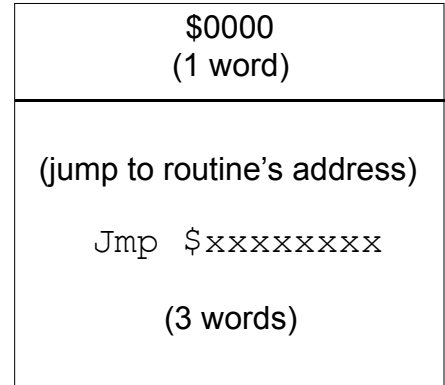 $0000
(1 word)
(jump to routine’s address)
Jmp $xxxxxxxx
(3 words)